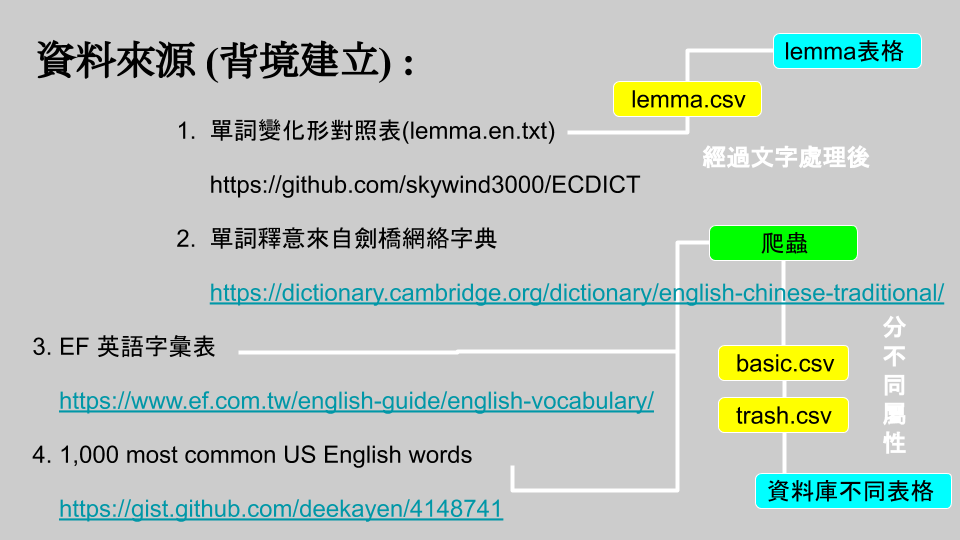 資料來源 (背境建立) :
lemma表格
lemma.csv
1. 單詞變化形對照表(lemma.en.txt)
經過文字處理後
https://github.com/skywind3000/ECDICT
2. 單詞釋意來自劍橋網絡字典
爬蟲
https://dictionary.cambridge.org/dictionary/english-chinese-traditional/
3. EF 英語字彙表
https://www.ef.com.tw/english-guide/english-vocabulary/
4. 1,000 most common US English words
https://gist.github.com/deekayen/4148741
basic.csv
trash.csv
分不同屬性
資料庫不同表格